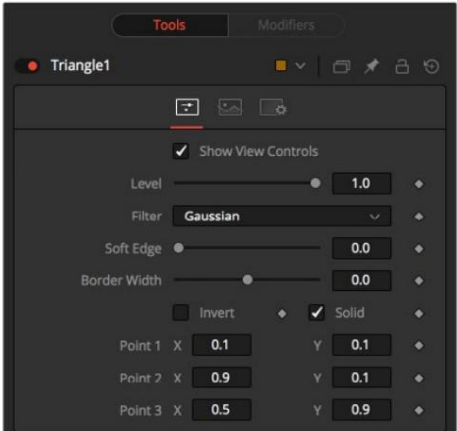 Tools Modifiers
Triangle1
Show View Controls
Level 1.0
Filter Gaussian
Soft Edge 0.0
Border Width 0.0
Invert Solid
Point 1 X 0.1 Y 0.1
Point 2 X 0.9 Y 0.1
Point 3 X 0.5 Y 0.9